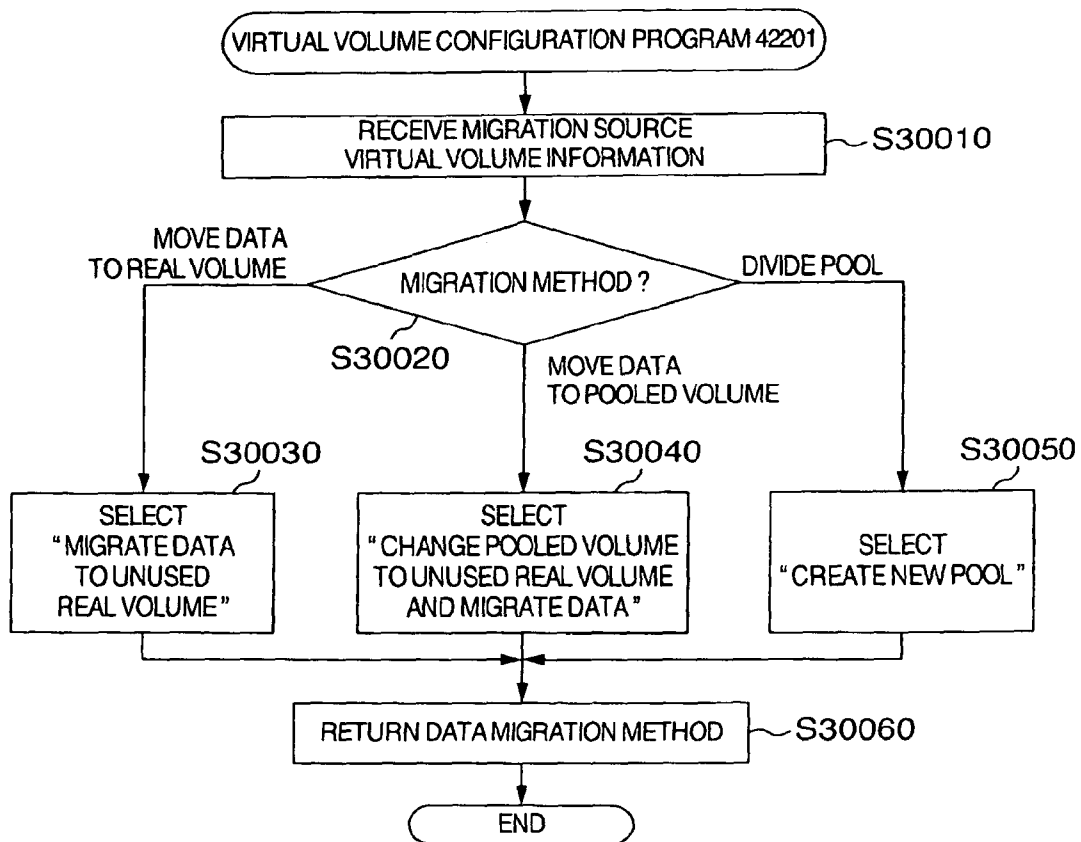 VIRTUAL VOLUME CONFIGURATION PROGRAM 42201
RECEIVE MIGRATION SOURCE
VIRTUAL VOLUME INFORMATION
S30010
MOVE DATA
TO REAL VOLUME
MIGRATION METHOD ?
DIVIDE POOL
S30020
MOVE DATA
TO POOLED VOLUME
S30030
S30040
S30050
SELECT
"MIGRATE DATA
TO UNUSED
REAL VOLUME"
SELECT
"CHANGE POOLED VOLUME
TO UNUSED REAL VOLUME
AND MIGRATE DATA"
SELECT
"CREATE NEW POOL"
RETURN DATA MIGRATION METHOD
S30060
END